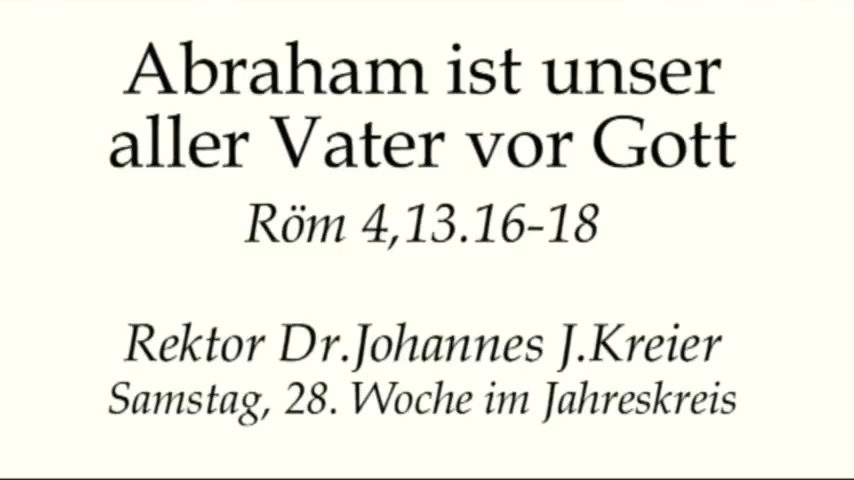 Abraham ist unser
aller Vater vor Gott
Röm 4,13.16-18
Rektor Dr.Johannes J.Kreier
Samstag, 28. Woche im Jahreskreis